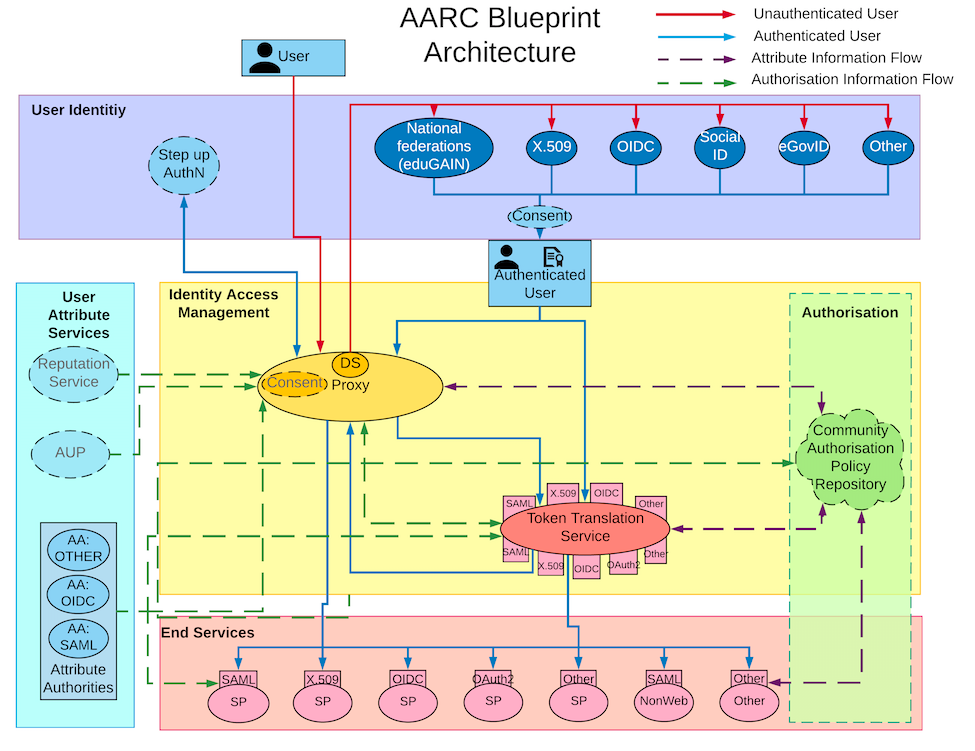 AARC Blueprint
Architecture
Unauthenticated User
Authenticated User
Attribute Information Flow
Authorisation Information Flow
User
User Identitiy
Step up
AuthN
National
federations
(eduGAIN)
X.509
OIDC
Social
ID
eGovID
Other
Consent
Authenticated
User
User
Attribute
Services
Reputation
Service
AUP
AA:
OTHER
AA:
OIDC
AA:
SAML
Attribute
Authorities
Identity Access
Management
DS
Consent
Proxy
Authorisation
Community
Authorisation
Policy
Repository
SAML
X.509
OIDC
Other
Token Translation
Service
SAML
X.509
OIDC
OAuth2
Other
End Services
SAML
SP
X.509
SP
OIDC
SP
OAuth2
SP
Other
SP
SAML
NonWeb
Other
Other